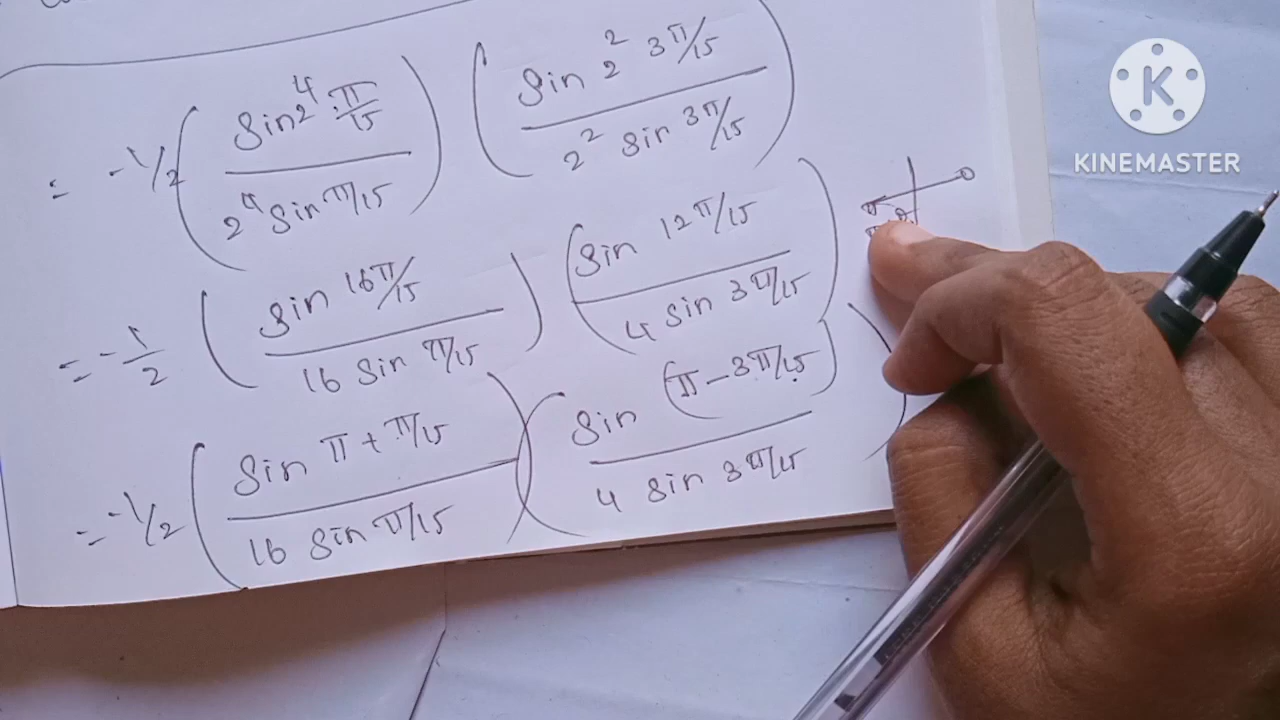 = -1/2 ( sin 2^4 π/15 / 2^4 sin π/15 ) ( sin 2^2 3π/15 / 2^2 sin 3π/15 )
= -1/2 ( sin 16π/15 / 16 sin π/15 ) ( sin 12π/15 / 4 sin 3π/15 )
= -1/2 ( sin π + π/15 / 16 sin π/15 ) ( sin (π - 3π/15) / 4 sin 3π/15 )
K
KINEMASTER